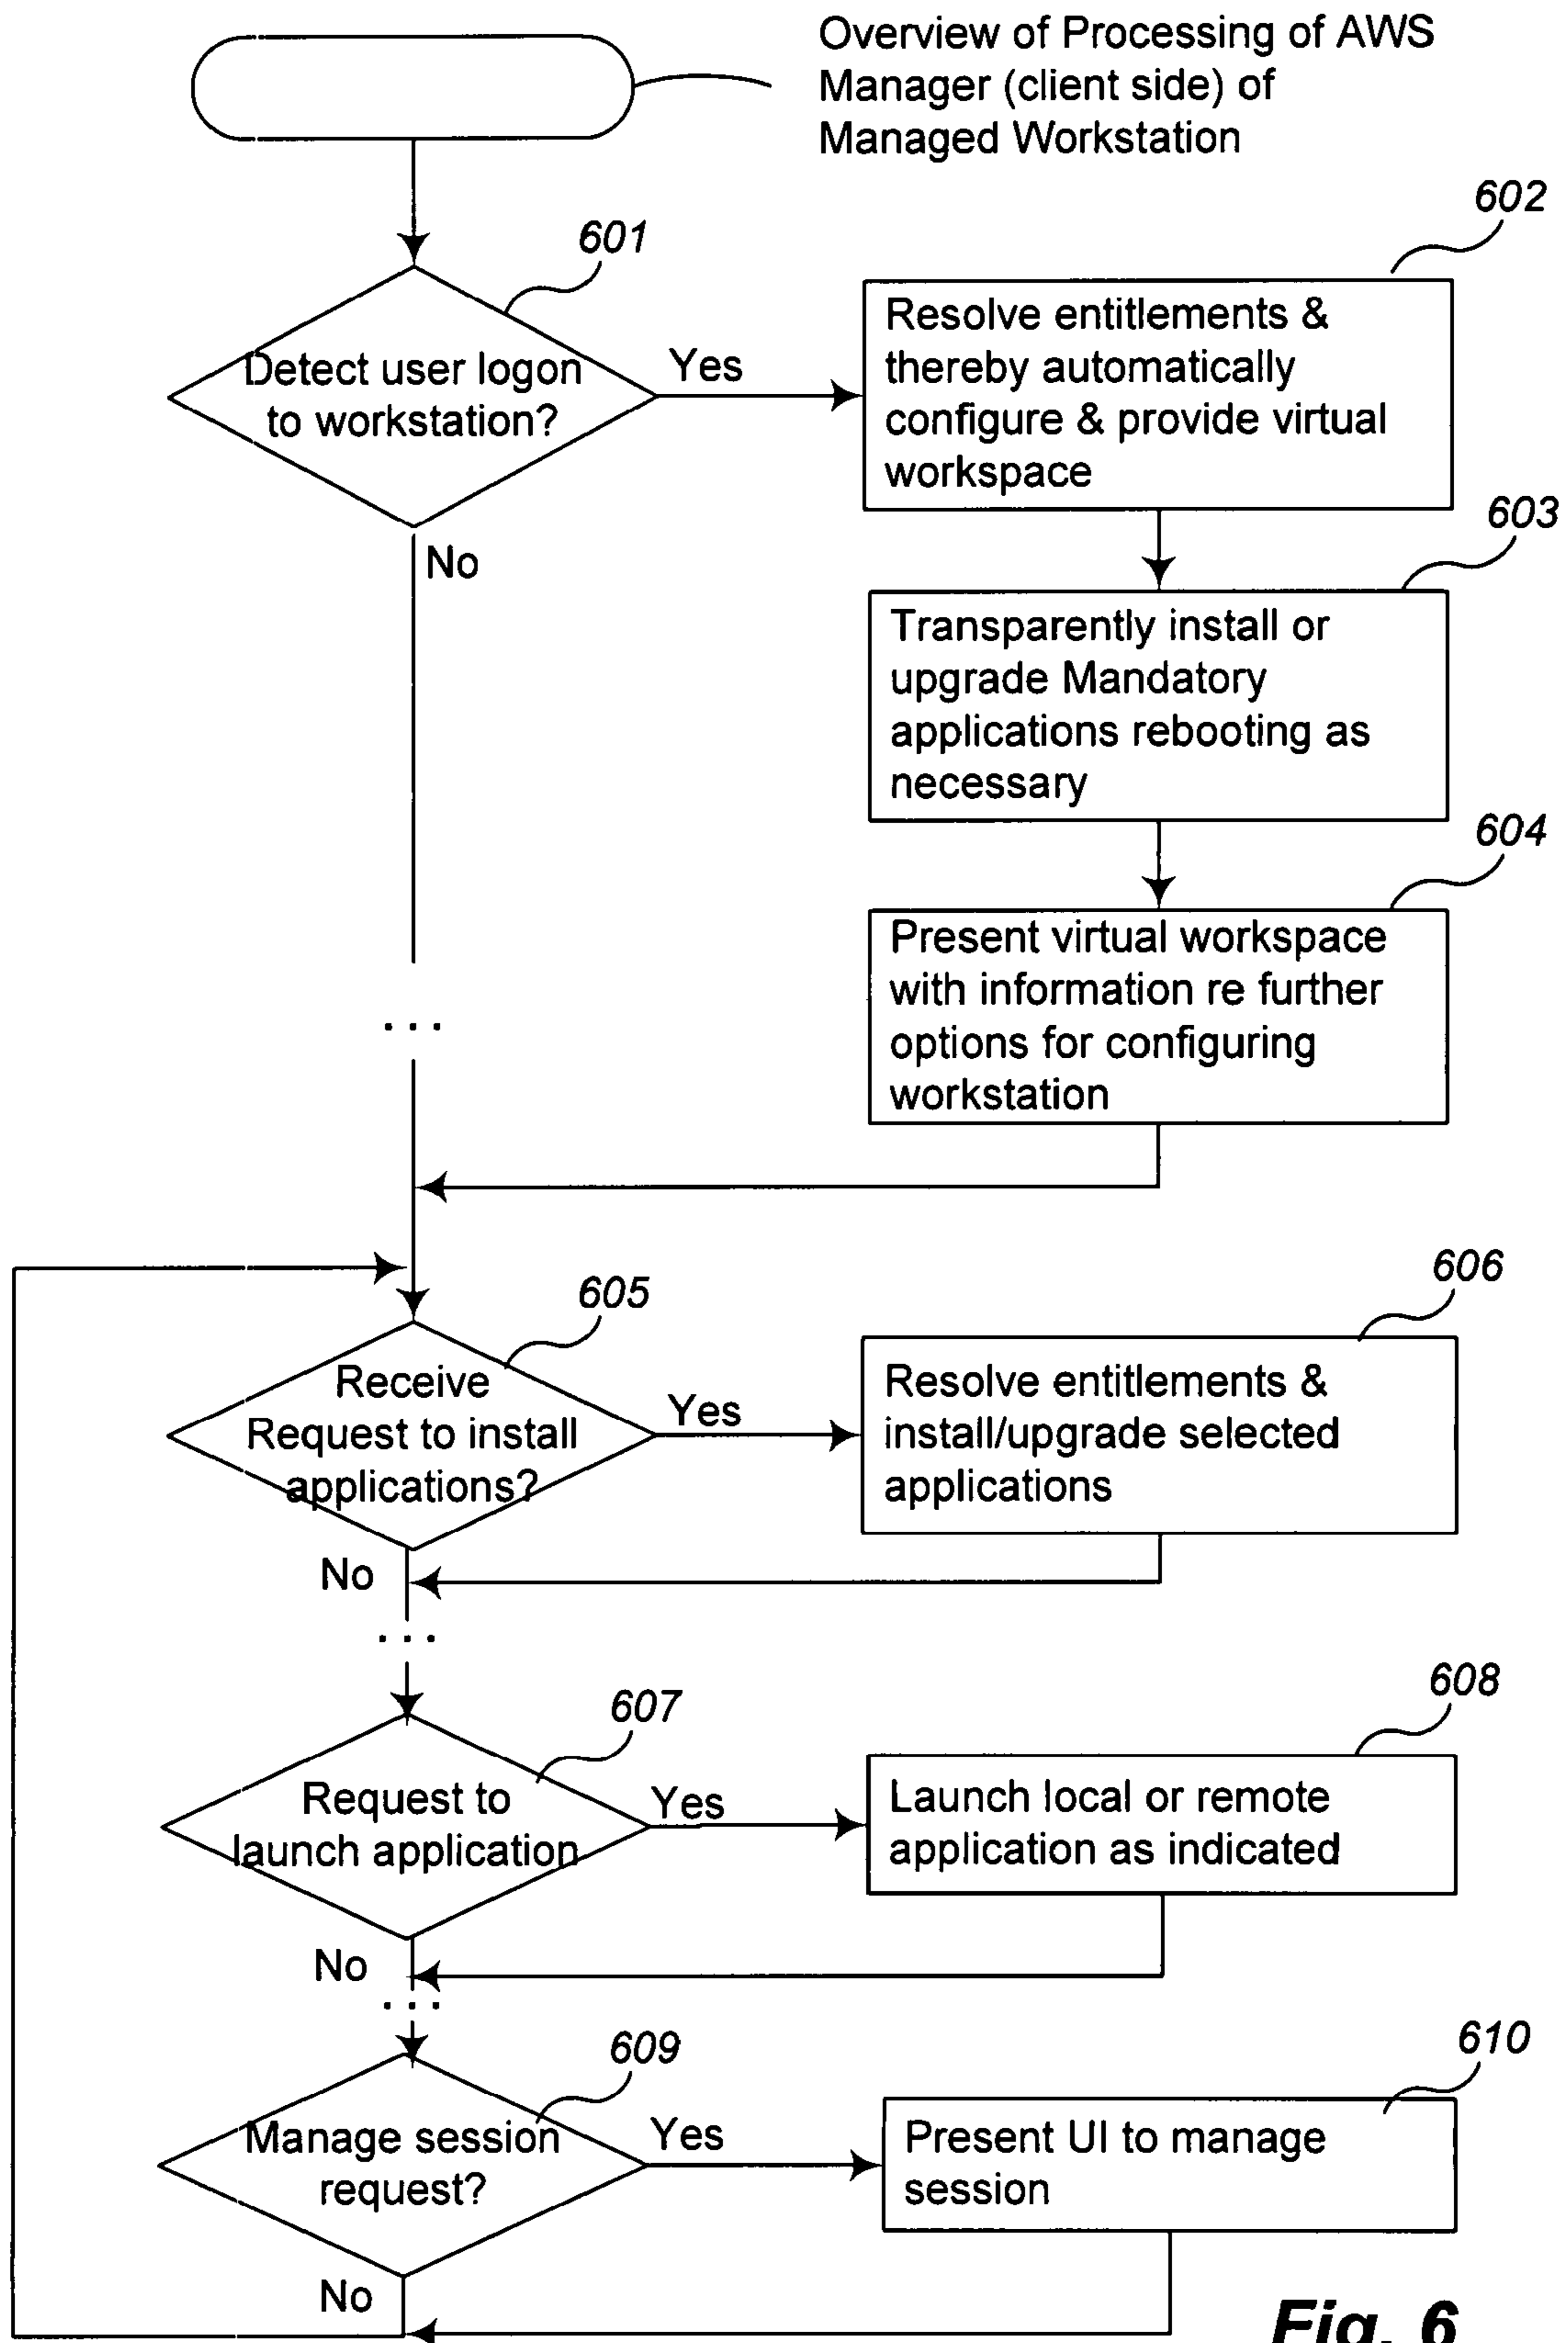 Overview of Processing of AWS
Manager (client side) of
Managed Workstation
601
602
Detect user logon
to workstation?
Yes
Resolve entitlements &
thereby automatically
configure & provide virtual
workspace
No
603
Transparently install or
upgrade Mandatory
applications rebooting as
necessary
604
Present virtual workspace
with information re further
options for configuring
workstation
...
605
606
Receive
Request to install
applications?
Yes
Resolve entitlements &
install/upgrade selected
applications
No
...
607
608
Request to
launch application
Yes
Launch local or remote
application as indicated
No
...
609
610
Manage session
request?
Yes
Present UI to manage
session
No
Fig. 6